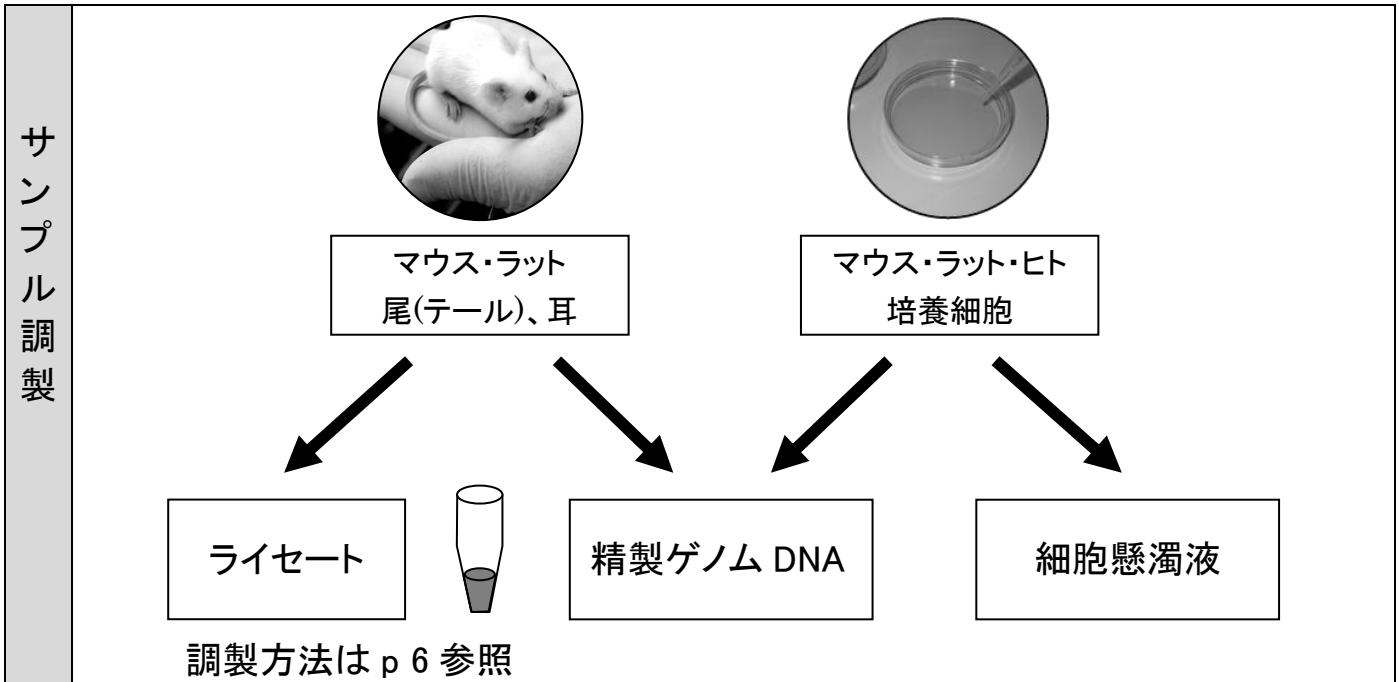 サンプル調製
マウス・ラット
尾(テール)、耳
マウス・ラット・ヒト
培養細胞
ライセート
精製ゲノム DNA
細胞懸濁液
調製方法は p 6 参照